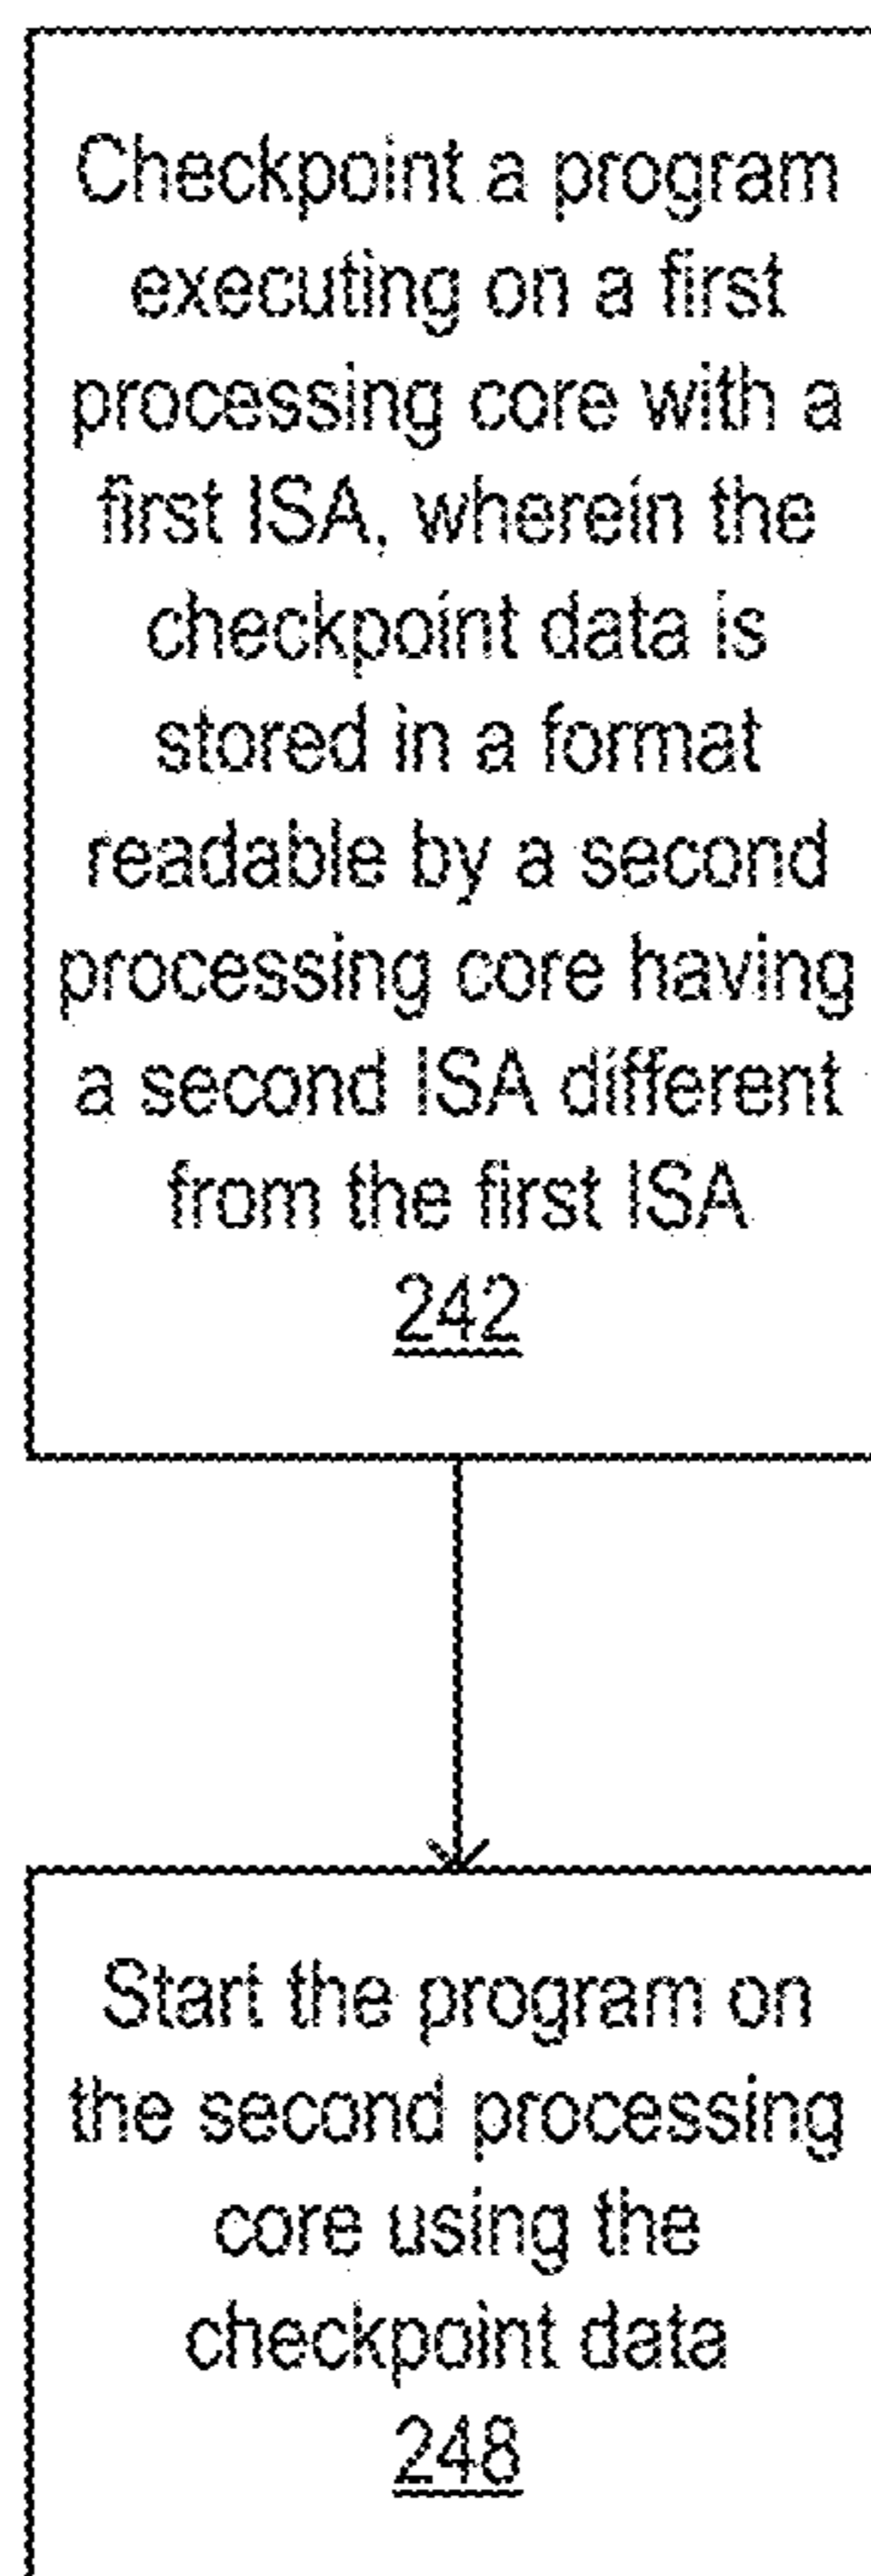 Checkpoint a program
executing on a first
processing core with a
first ISA, wherein the
checkpoint data is
stored in a format
readable by a second
processing core having
a second ISA different
from the first ISA
242
Start the program on
the second processing
core using the
checkpoint data
248